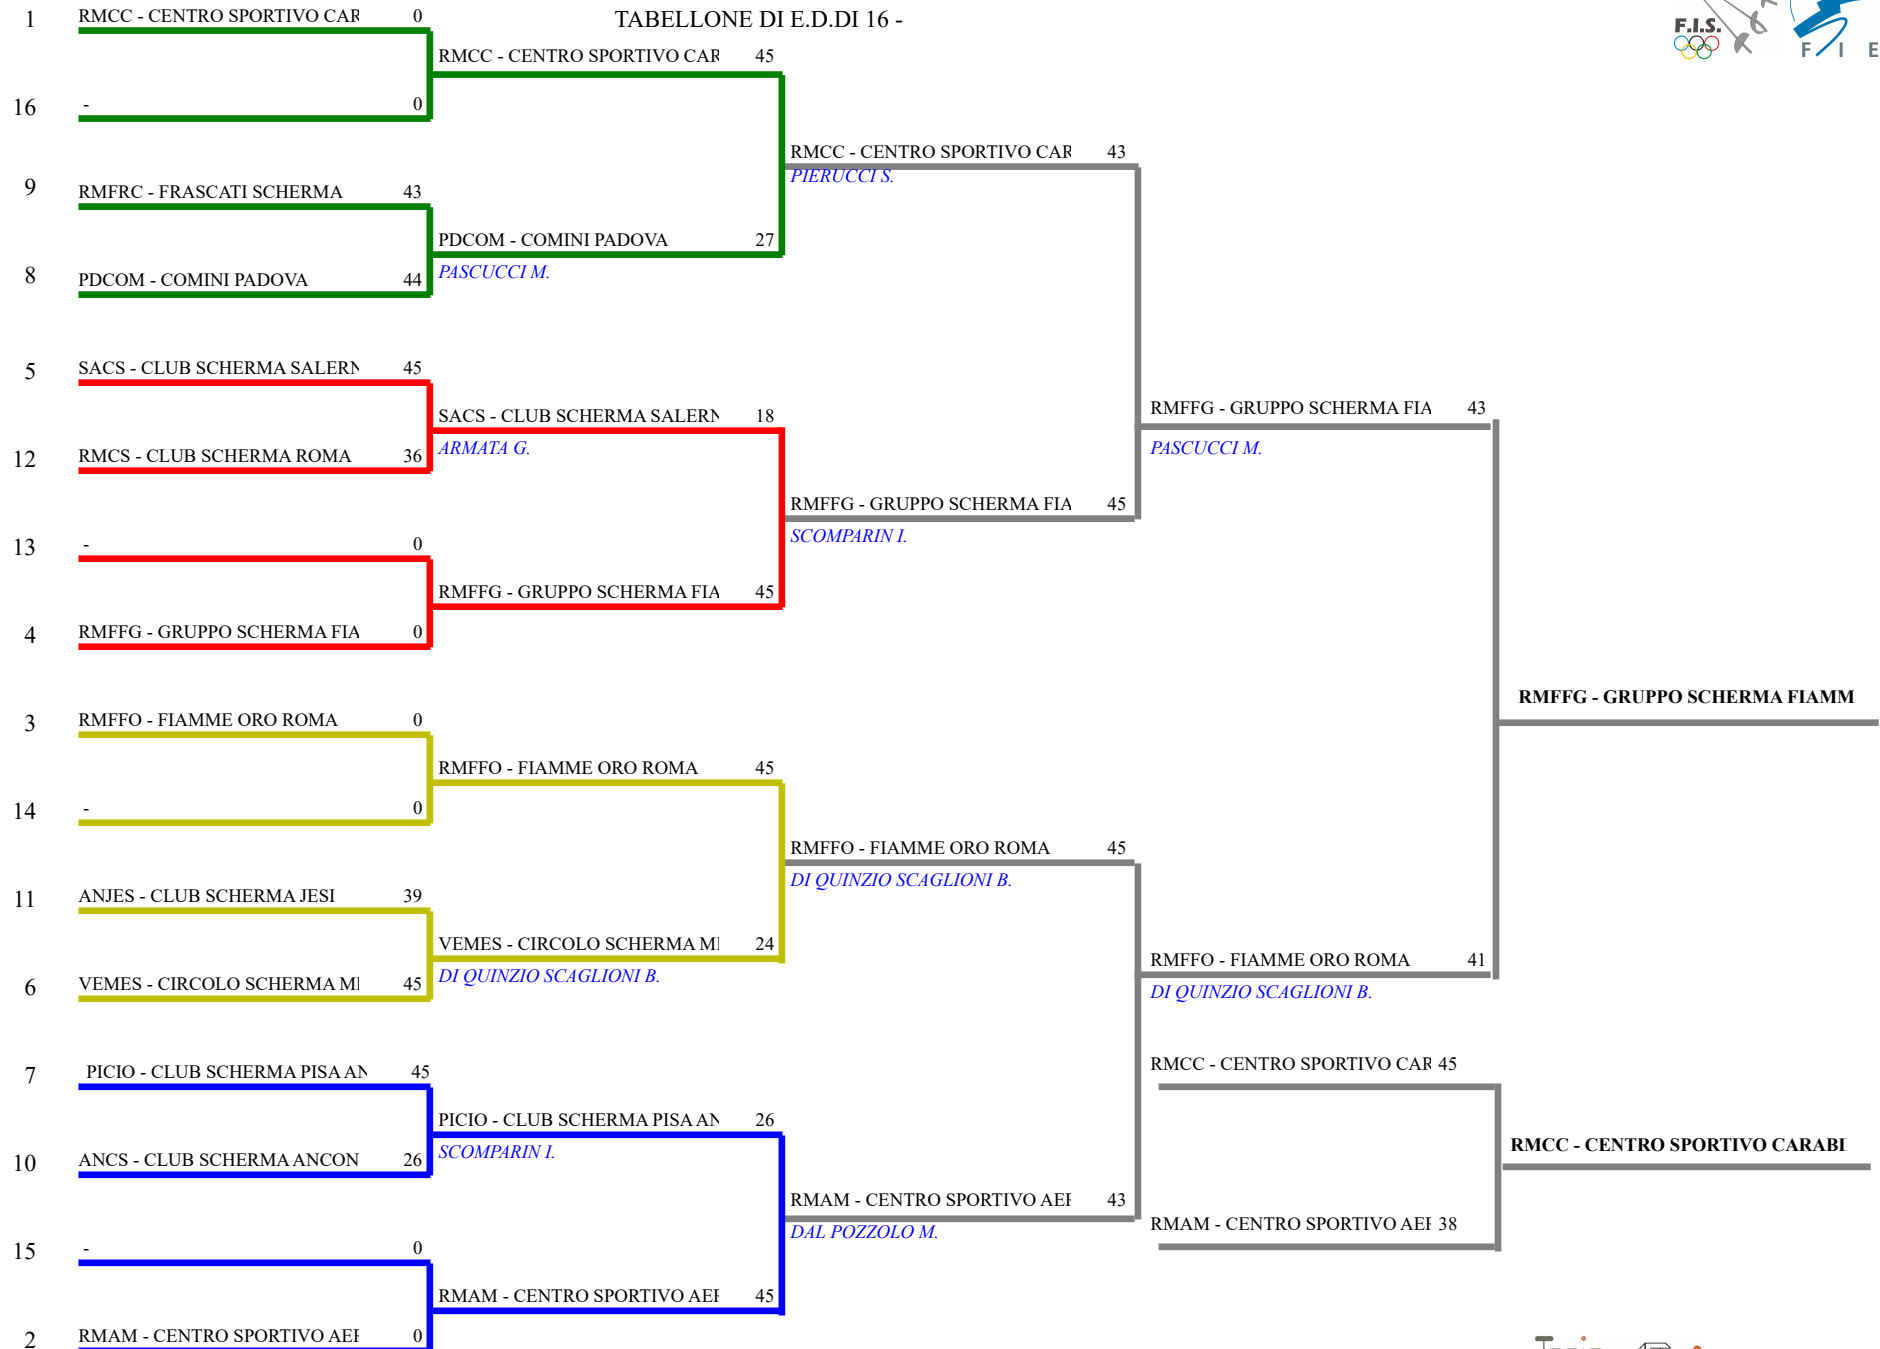 TABELLONE DI E.D.DI 16 -
F.I.S.
F I E
1 RMCC - CENTRO SPORTIVO CAR 0
16 - 0
9 RMFRC - FRASCATI SCHERMA 43
8 PDCOM - COMINI PADOVA 44
5 SACS - CLUB SCHERMA SALERN 45
12 RMCS - CLUB SCHERMA ROMA 36
13 - 0
4 RMFFG - GRUPPO SCHERMA FIA 0
3 RMFFO - FIAMME ORO ROMA 0
14 - 0
11 ANJES - CLUB SCHERMA JESI 39
6 VEMES - CIRCOLO SCHERMA MI 45
7 PICIO - CLUB SCHERMA PISA AN 45
10 ANCS - CLUB SCHERMA ANCON 26
15 - 0
2 RMAM - CENTRO SPORTIVO AEF 0
RMCC - CENTRO SPORTIVO CAR 45
PDCOM - COMINI PADOVA 27
PASCUCCI M.
SACS - CLUB SCHERMA SALERN 18
ARMATA G.
RMFFG - GRUPPO SCHERMA FIA 45
RMFFO - FIAMME ORO ROMA 45
VEMES - CIRCOLO SCHERMA MI 24
DI QUINZIO SCAGLIONI B.
PICIO - CLUB SCHERMA PISA AN 26
SCOMPARIN I.
RMAM - CENTRO SPORTIVO AEF 45
RMCC - CENTRO SPORTIVO CAR 43
PIERUCCI S.
RMFFG - GRUPPO SCHERMA FIA 45
SCOMPARIN I.
RMFFO - FIAMME ORO ROMA 45
DI QUINZIO SCAGLIONI B.
RMAM - CENTRO SPORTIVO AEF 43
DAL POZZOLO M.
RMFFG - GRUPPO SCHERMA FIA 43
PASCUCCI M.
RMFFO - FIAMME ORO ROMA 41
DI QUINZIO SCAGLIONI B.
RMCC - CENTRO SPORTIVO CAR 45
RMAM - CENTRO SPORTIVO AEF 38
RMFFG - GRUPPO SCHERMA FIAMM
RMCC - CENTRO SPORTIVO CARABI